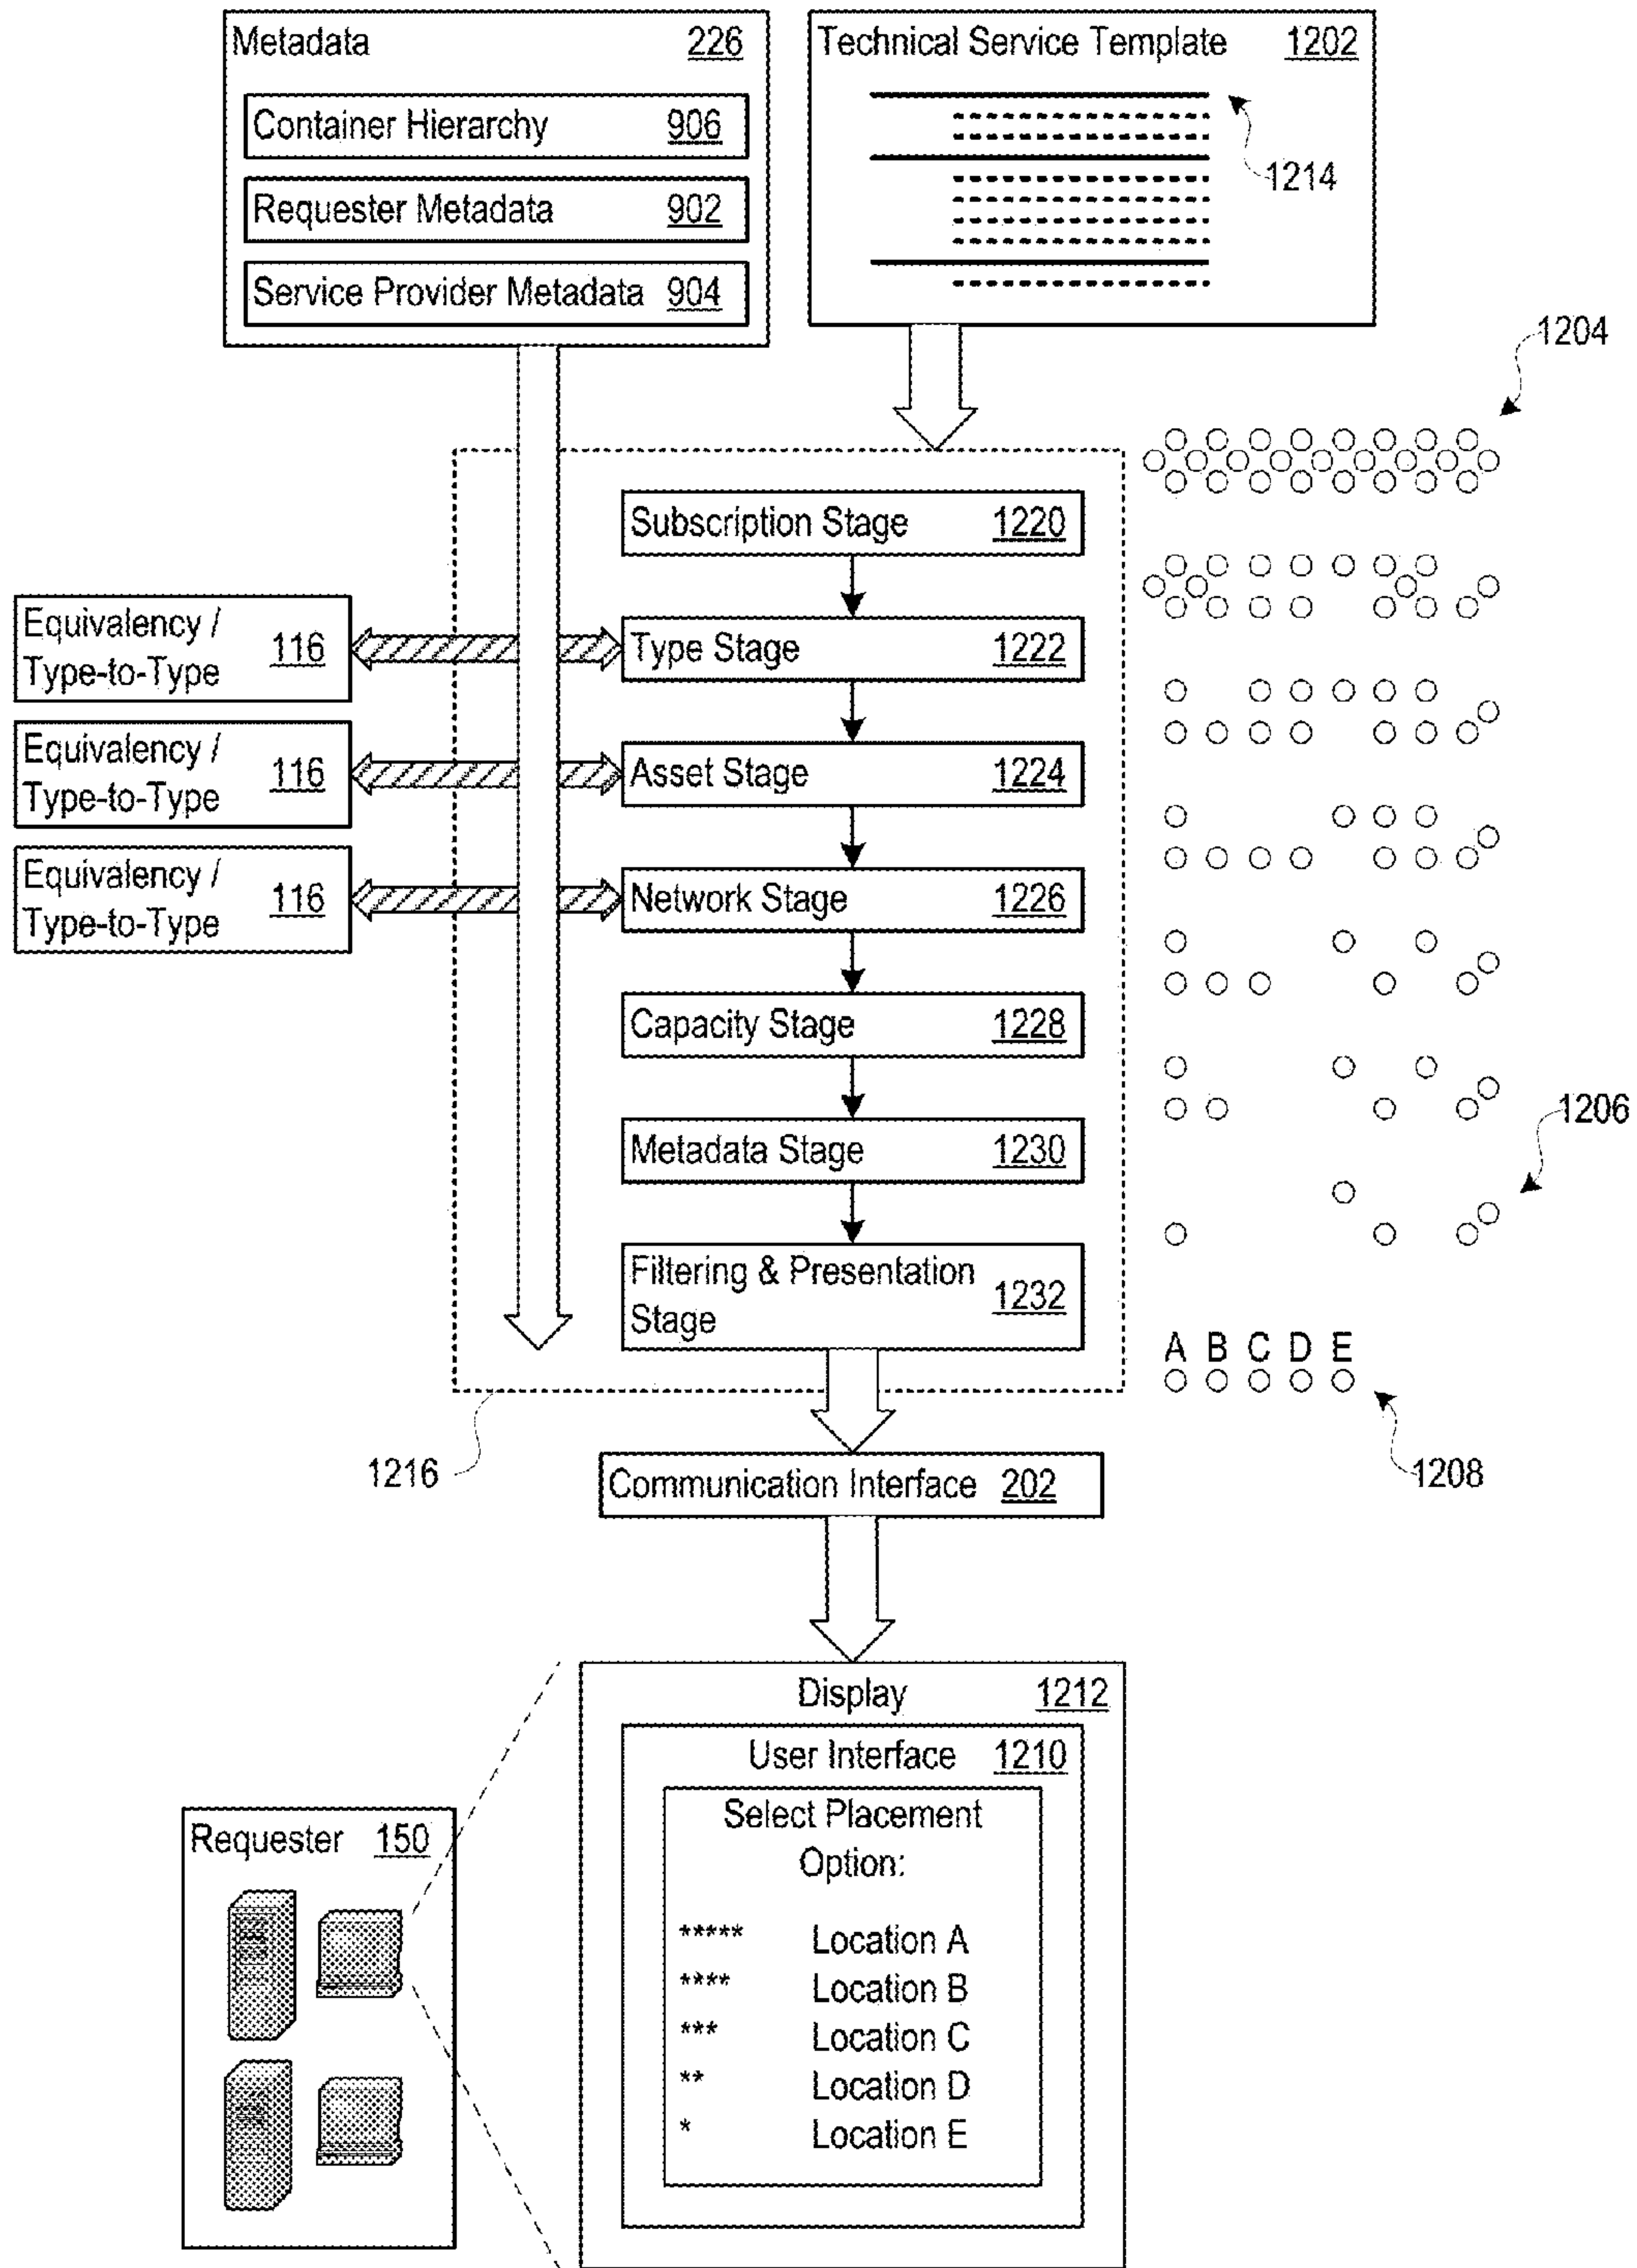 Metadata 226
Container Hierarchy 906
Requester Metadata 902
Service Provider Metadata 904
Technical Service Template 1202
1214
1204
Subscription Stage 1220
Equivalency / Type-to-Type 116
Type Stage 1222
Equivalency / Type-to-Type 116
Asset Stage 1224
Equivalency / Type-to-Type 116
Network Stage 1226
Capacity Stage 1228
Metadata Stage 1230
1206
Filtering & Presentation
Stage 1232
A B C D E
1208
1216
Communication Interface 202
Display 1212
User Interface 1210
Select Placement
Option:
***** Location A
**** Location B
*** Location C
** Location D
* Location E
Requester 150